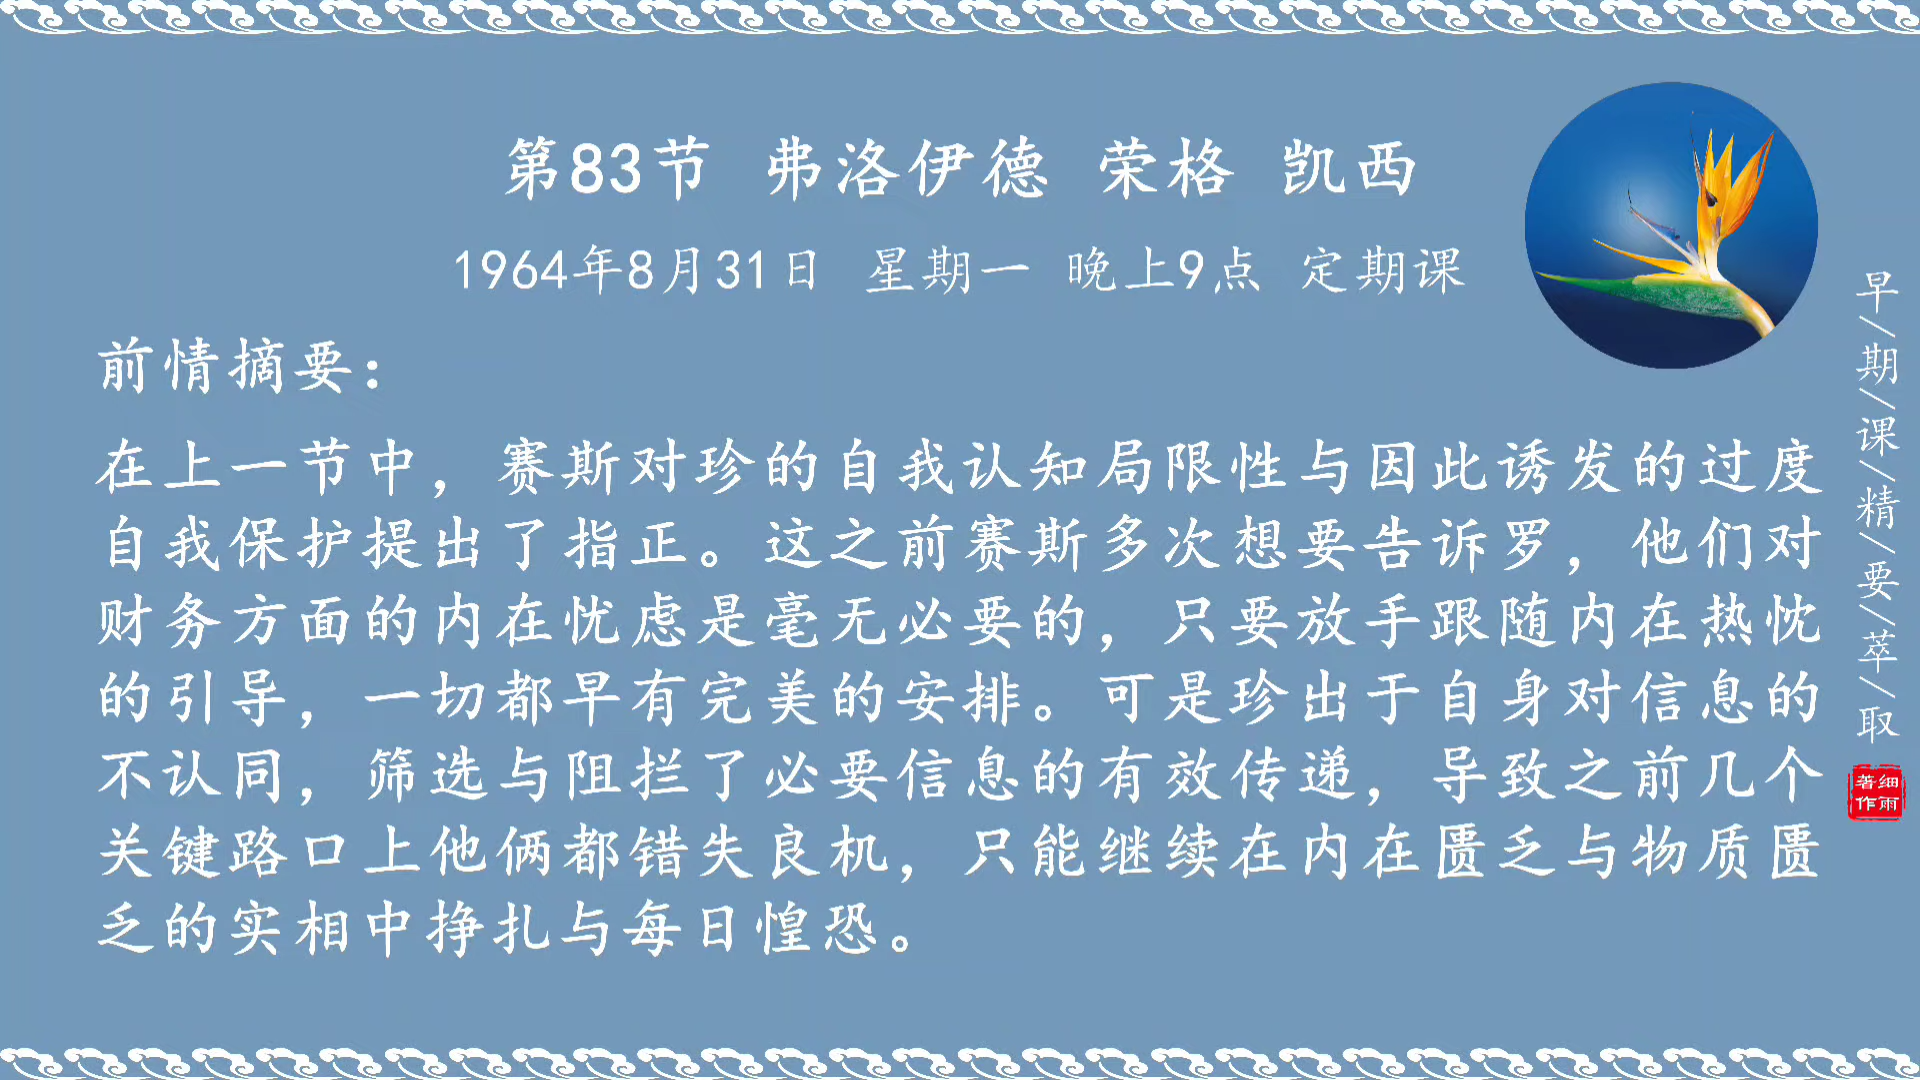 第83节 弗洛伊德 荣格 凯西
1964年8月31日 星期一 晚上9点 定期课
前情摘要：
在上一节中，赛斯对珍的自我认知局限性与因此诱发的过度
自我保护提出了指正。这之前赛斯多次想要告诉罗，他们对
财务方面的内在忧虑是毫无必要的，只要放手跟随内在热忱
的引导，一切都早有完美的安排。可是珍出于自身对信息的
不认同，筛选与阻拦了必要信息的有效传递，导致之前几个
关键路口上他俩都错失良机，只能继续在内在匮乏与物质匮
乏的实相中挣扎与每日惶恐。
早/期/课/精/要/萃/取
细雨
著作